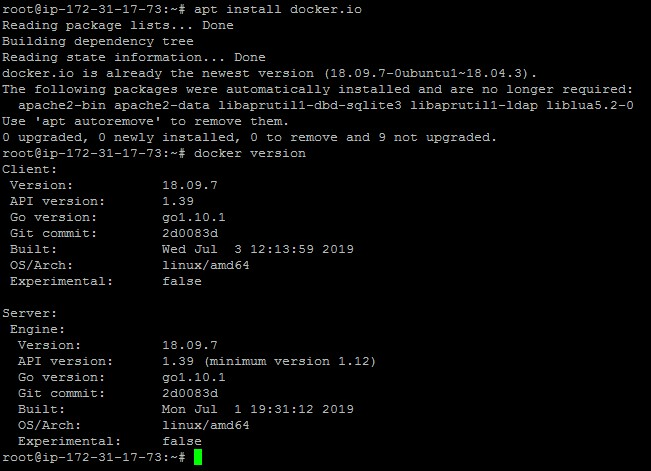 root@ip-172-31-17-73:~# apt install docker.io
Reading package lists... Done
Building dependency tree
Reading state information... Done
docker.io is already the newest version (18.09.7-0ubuntu1~18.04.3).
The following packages were automatically installed and are no longer required:
  apache2-bin apache2-data libaprutil1-dbd-sqlite3 libaprutil1-ldap liblua5.2-0
Use 'apt autoremove' to remove them.
0 upgraded, 0 newly installed, 0 to remove and 9 not upgraded.
root@ip-172-31-17-73:~# docker version
Client:
 Version:           18.09.7
 API version:       1.39
 Go version:        go1.10.1
 Git commit:        2d0083d
 Built:             Wed Jul  3 12:13:59 2019
 OS/Arch:           linux/amd64
 Experimental:      false

Server:
 Engine:
  Version:          18.09.7
  API version:      1.39 (minimum version 1.12)
  Go version:       go1.10.1
  Git commit:       2d0083d
  Built:            Mon Jul  1 19:31:12 2019
  OS/Arch:          linux/amd64
  Experimental:     false
root@ip-172-31-17-73:~#